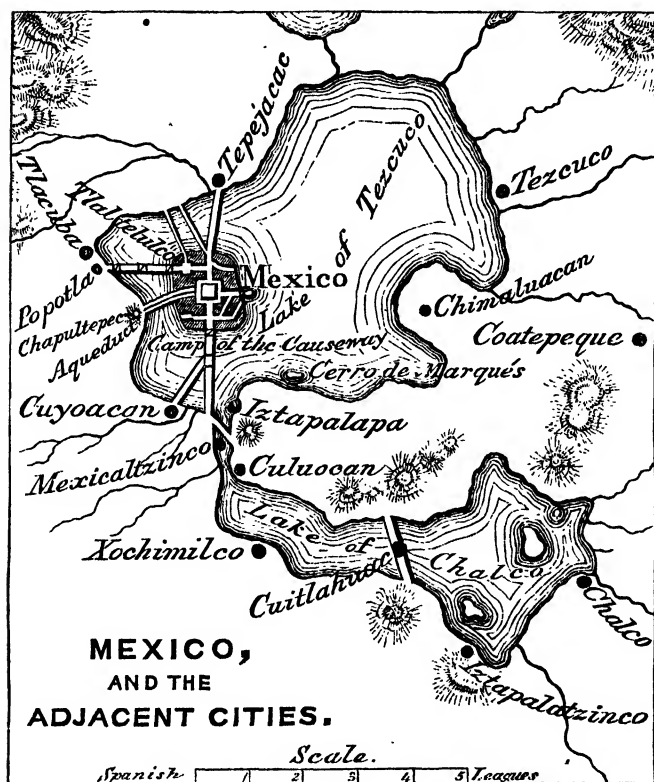 Tepejacac
Tezcuco
Tlacuba
Tlaltelulco
Lake of Tezcuco
Popotla
Mexico
Chapultepec
Aqueduct
Chimaluacan
Coatepeque
Camp of the Causeway
Cerro de Marqués
Cuyoacan
Iztapalapa
Mexicaltzinco
Culuocan
Lake of
Chalco
Xochimilco
Cuitlahuac
Chalco
Iztapalatzinco
MEXICO,
AND THE
ADJACENT CITIES.
Scale.
Spanish 1 2 3 4 5 Leagues